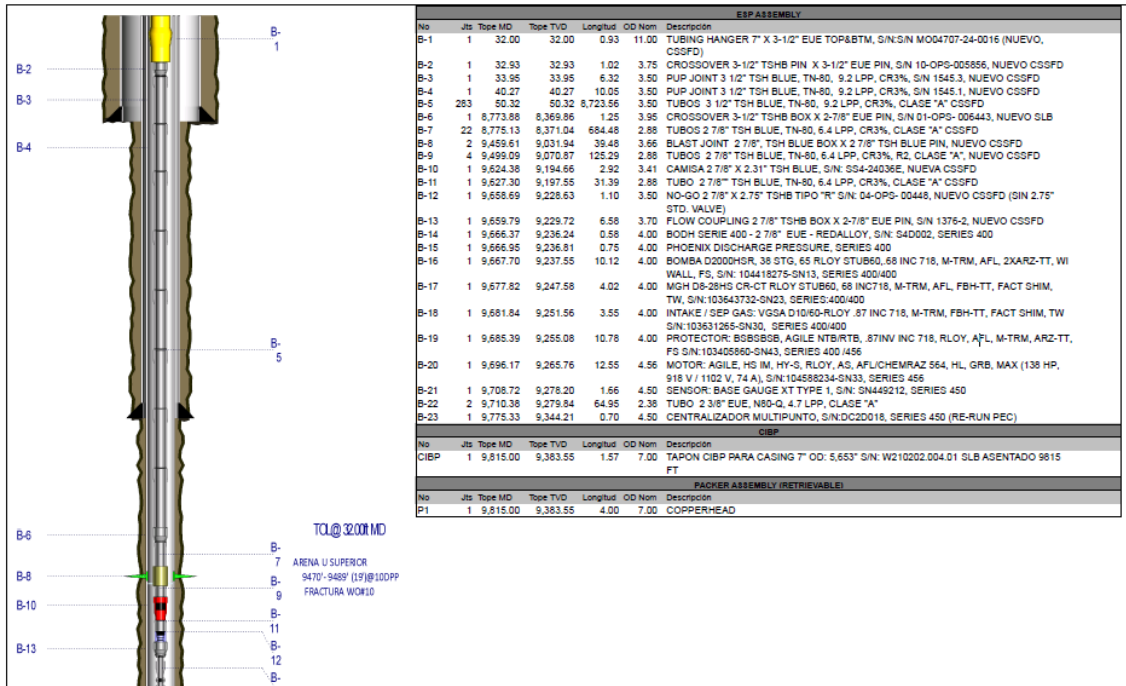 ESP ASSEMBLY
No Jts Tope MD Tope TVD Longitud OD Nom Descripción
B-1 1 32.00 32.00 0.93 11.00 TUBING HANGER 7" X 3-1/2" EUE TOP&BTM, S/N:S/N MO04707-24-0016 (NUEVO,
CSSFD)
B-2 1 32.93 32.93 1.02 3.75 CROSSOVER 3-1/2" TSHB PIN X 3-1/2" EUE PIN, S/N 10-OPS-005856, NUEVO CSSFD
B-3 1 33.95 33.95 6.32 3.50 PUP JOINT 3 1/2" TSH BLUE, TN-80, 9.2 LPP, CR3%, S/N 1545.3, NUEVO CSSFD
B-4 1 40.27 40.27 10.05 3.50 PUP JOINT 3 1/2" TSH BLUE, TN-80, 9.2 LPP, CR3%, S/N 1545.1, NUEVO CSSFD
B-5 283 50.32 50.32 8,723.56 3.50 TUBOS 3 1/2" TSH BLUE, TN-80, 9.2 LPP, CR3%, CLASE "A" CSSFD
B-6 1 8,773.88 8,369.86 1.25 3.95 CROSSOVER 3-1/2" TSHB BOX X 2-7/8" EUE PIN, S/N 01-OPS- 006443, NUEVO SLB
B-7 22 8,775.13 8,371.04 684.48 2.88 TUBOS 2 7/8" TSH BLUE, TN-80, 6.4 LPP, CR3%, CLASE "A" CSSFD
B-8 2 9,459.61 9,031.94 39.48 3.66 BLAST JOINT 2 7/8", TSH BLUE BOX X 2 7/8" TSH BLUE PIN, NUEVO CSSFD
B-9 4 9,499.09 9,070.87 125.29 2.88 TUBOS 2 7/8" TSH BLUE, TN-80, 6.4 LPP, CR3%, R2, CLASE "A", NUEVO CSSFD
B-10 1 9,624.38 9,194.66 2.92 3.41 CAMISA 2 7/8" X 2.31" TSH BLUE, S/N: SS4-24036E, NUEVA CSSFD
B-11 1 9,627.30 9,197.55 31.39 2.88 TUBO 2 7/8"" TSH BLUE, TN-80, 6.4 LPP, CR3%, CLASE "A" CSSFD
B-12 1 9,658.69 9,228.63 1.10 3.50 NO-GO 2 7/8" X 2.75" TSHB TIPO "R" S/N: 04-OPS- 00448, NUEVO CSSFD (SIN 2.75"
STD. VALVE)
B-13 1 9,659.79 9,229.72 6.58 3.70 FLOW COUPLING 2 7/8" TSHB BOX X 2-7/8" EUE PIN, S/N 1376-2, NUEVO CSSFD
B-14 1 9,666.37 9,236.24 0.58 4.00 BODH SERIE 400 - 2 7/8" EUE - REDALLOY, S/N: S4D002, SERIES 400
B-15 1 9,666.95 9,236.81 0.75 4.00 PHOENIX DISCHARGE PRESSURE, SERIES 400
B-16 1 9,667.70 9,237.55 10.12 4.00 BOMBA D2000HSR, 38 STG, 65 RLOY STUB60,.68 INC 718, M-TRM, AFL, 2XARZ-TT, WI
WALL, FS, S/N: 104418275-SN13, SERIES 400/400
B-17 1 9,677.82 9,247.58 4.02 4.00 MGH D8-28HS CR-CT RLOY STUB60, 68 INC718, M-TRM, AFL, FBH-TT, FACT SHIM,
TW, S/N:103643732-SN23, SERIES:400/400
B-18 1 9,681.84 9,251.56 3.55 4.00 INTAKE / SEP GAS: VGSA D10/60-RLOY .87 INC 718, M-TRM, FBH-TT, FACT SHIM, TW
S/N:103631265-SN30, SERIES 400/400
B-19 1 9,685.39 9,255.08 10.78 4.00 PROTECTOR: BSBSBSB, AGILE NTB/RTB, .87INV INC 718, RLOY, AFL, M-TRM, ARZ-TT,
FS S/N:103405860-SN43, SERIES 400 /456
B-20 1 9,696.17 9,265.76 12.55 4.56 MOTOR: AGILE, HS IM, HY-S, RLOY, AS, AFL/CHEMRAZ 564, HL, GRB, MAX (138 HP,
918 V / 1102 V, 74 A), S/N:104588234-SN33, SERIES 456
B-21 1 9,708.72 9,278.20 1.66 4.50 SENSOR: BASE GAUGE XT TYPE 1, S/N: SN449212, SERIES 450
B-22 2 9,710.38 9,279.84 64.95 2.38 TUBO 2 3/8" EUE, N80-Q, 4.7 LPP, CLASE "A"
B-23 1 9,775.33 9,344.21 0.70 4.50 CENTRALIZADOR MULTIPUNTO, S/N:DC2D018, SERIES 450 (RE-RUN PEC)
CIBP
No Jts Tope MD Tope TVD Longitud OD Nom Descripción
CIBP 1 9,815.00 9,383.55 1.57 7.00 TAPON CIBP PARA CASING 7" OD: 5,653" S/N: W210202.004.01 SLB ASENTADO 9815
FT
PACKER ASSEMBLY (RETRIEVABLE)
No Jts Tope MD Tope TVD Longitud OD Nom Descripción
P1 1 9,815.00 9,383.55 4.00 7.00 COPPERHEAD
B-
1
B-2
B-3
B-4
B-
5
TOL@ 32.00ft MD
B-6
B-
7
ARENA U SUPERIOR
B-8
9470'- 9489' (19')@10DPP
B-
9
FRACTURA WO#10
B-10
B-
11
B-13
B-
12
B-